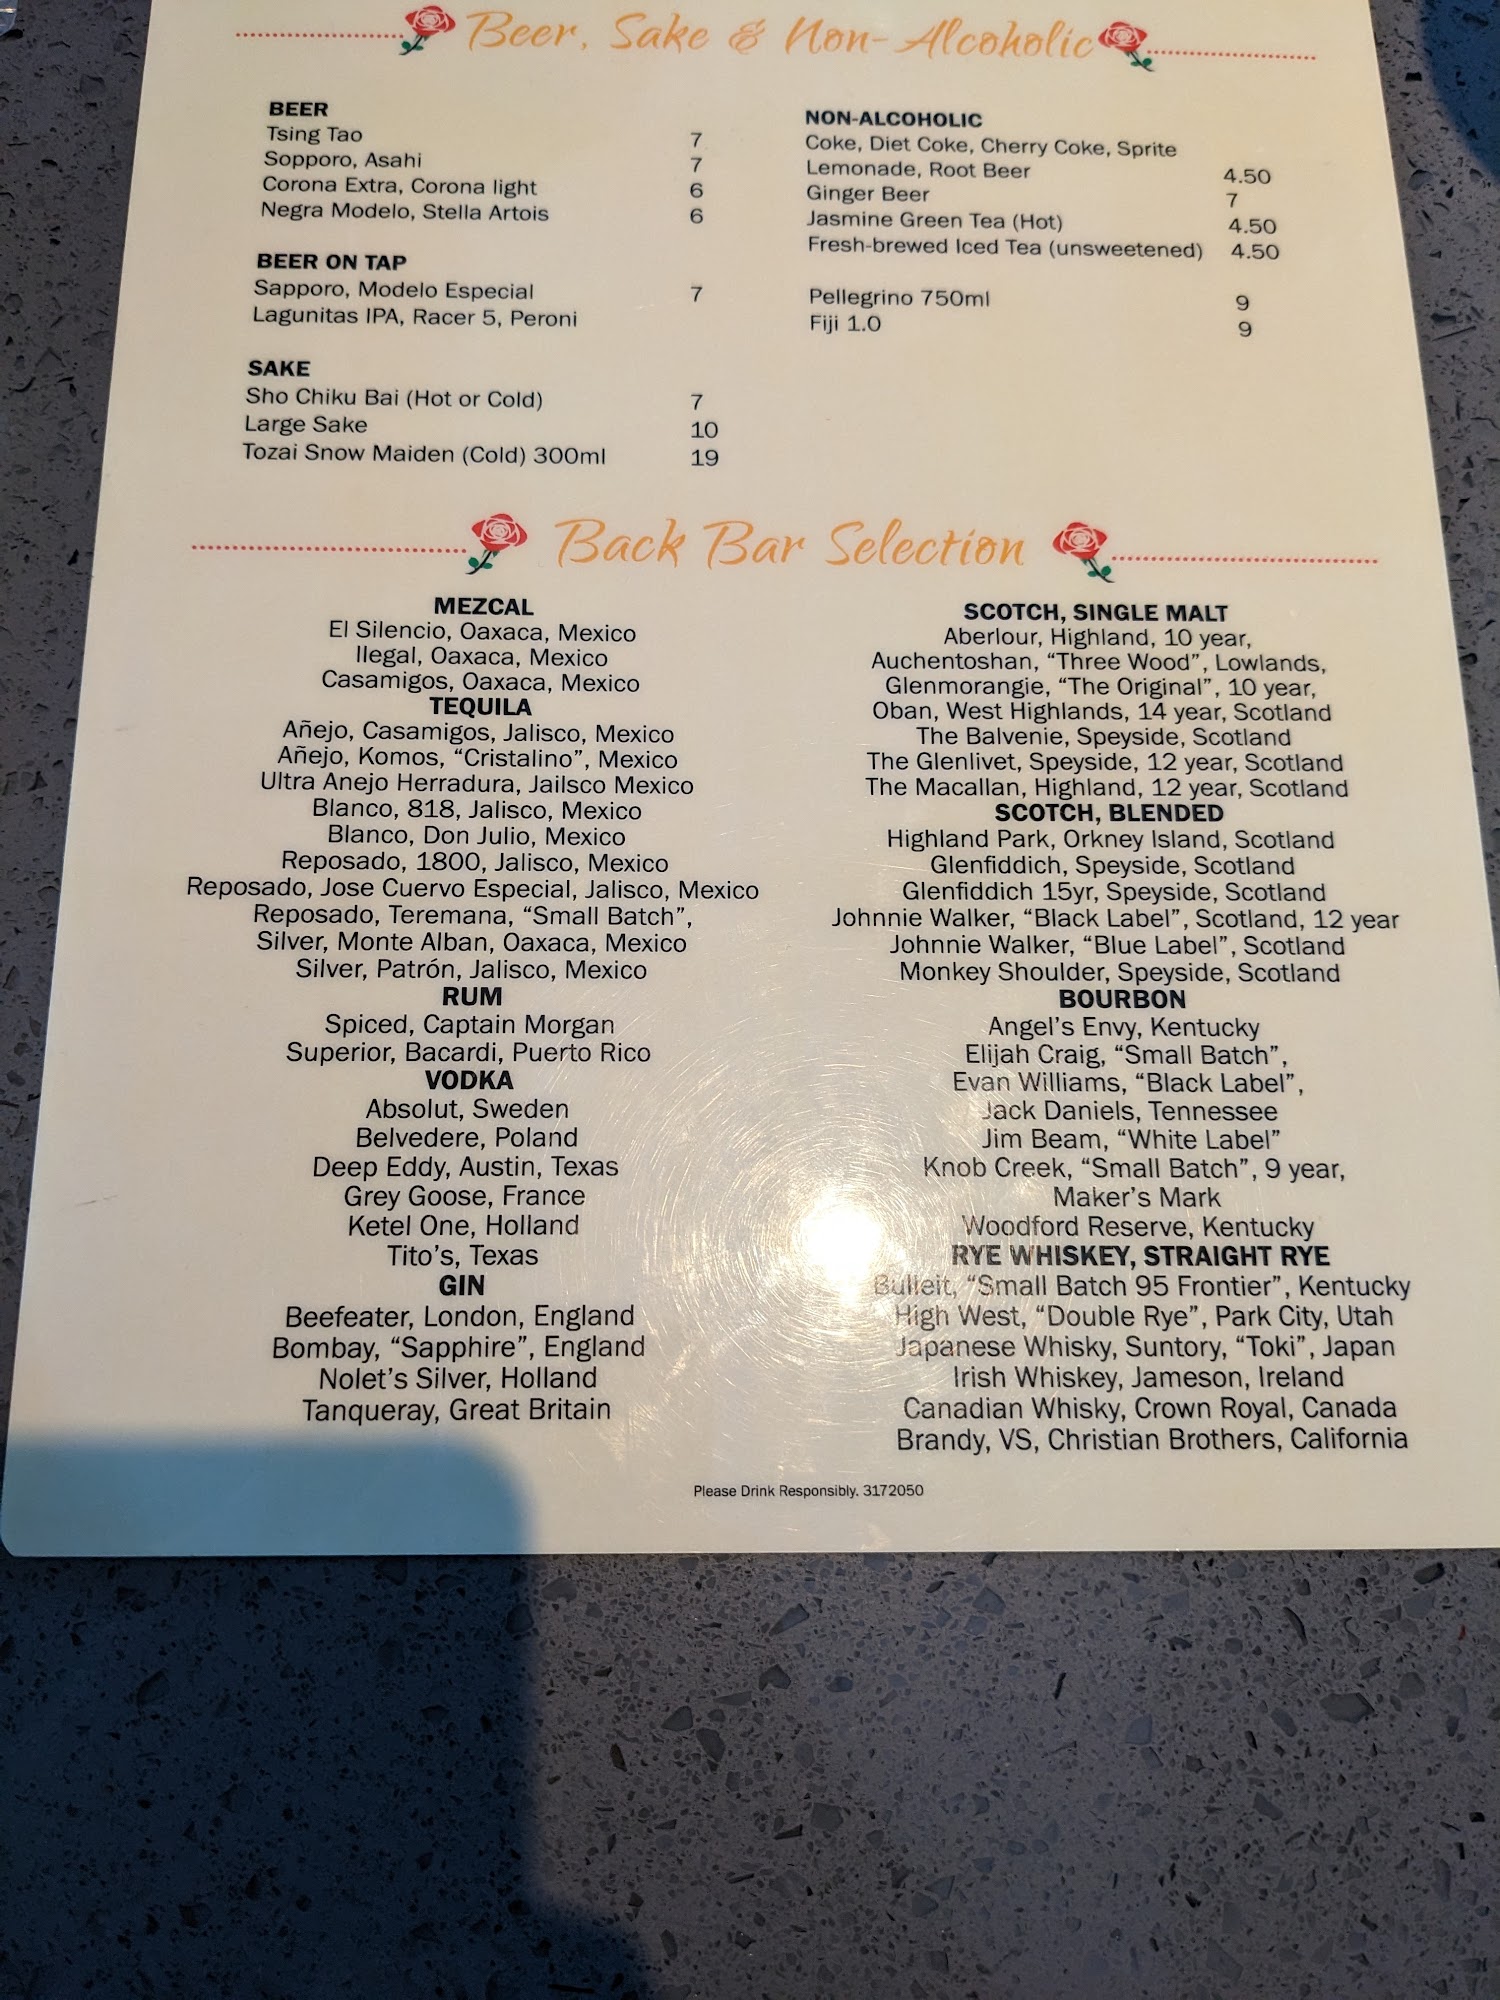 Beer, Sake & Non-Alcoholic
BEER
Tsing Tao 7
Sopporo, Asahi 7
Corona Extra, Corona light 6
Negra Modelo, Stella Artois 6
BEER ON TAP
Sapporo, Modelo Especial 7
Lagunitas IPA, Racer 5, Peroni
SAKE
Sho Chiku Bai (Hot or Cold) 7
Large Sake 10
Tozai Snow Maiden (Cold) 300ml 19
NON-ALCOHOLIC
Coke, Diet Coke, Cherry Coke, Sprite
Lemonade, Root Beer 4.50
Ginger Beer 7
Jasmine Green Tea (Hot) 4.50
Fresh-brewed Iced Tea (unsweetened) 4.50
Pellegrino 750ml 9
Fiji 1.0 9
Back Bar Selection
MEZCAL
El Silencio, Oaxaca, Mexico
Ilegal, Oaxaca, Mexico
Casamigos, Oaxaca, Mexico
TEQUILA
Añejo, Casamigos, Jalisco, Mexico
Añejo, Komos, “Cristalino”, Mexico
Ultra Anejo Herradura, Jailsco Mexico
Blanco, 818, Jalisco, Mexico
Blanco, Don Julio, Mexico
Reposado, 1800, Jalisco, Mexico
Reposado, Jose Cuervo Especial, Jalisco, Mexico
Reposado, Teremana, “Small Batch”,
Silver, Monte Alban, Oaxaca, Mexico
Silver, Patrón, Jalisco, Mexico
RUM
Spiced, Captain Morgan
Superior, Bacardi, Puerto Rico
VODKA
Absolut, Sweden
Belvedere, Poland
Deep Eddy, Austin, Texas
Grey Goose, France
Ketel One, Holland
Tito’s, Texas
GIN
Beefeater, London, England
Bombay, “Sapphire”, England
Nolet’s Silver, Holland
Tanqueray, Great Britain
SCOTCH, SINGLE MALT
Aberlour, Highland, 10 year,
Auchentoshan, “Three Wood”, Lowlands,
Glenmorangie, “The Original”, 10 year,
Oban, West Highlands, 14 year, Scotland
The Balvenie, Speyside, Scotland
The Glenlivet, Speyside, 12 year, Scotland
The Macallan, Highland, 12 year, Scotland
SCOTCH, BLENDED
Highland Park, Orkney Island, Scotland
Glenfiddich, Speyside, Scotland
Glenfiddich 15yr, Speyside, Scotland
Johnnie Walker, “Black Label”, Scotland, 12 year
Johnnie Walker, “Blue Label”, Scotland
Monkey Shoulder, Speyside, Scotland
BOURBON
Angel’s Envy, Kentucky
Elijah Craig, “Small Batch”,
Evan Williams, “Black Label”,
Jack Daniels, Tennessee
Jim Beam, “White Label”
Knob Creek, “Small Batch”, 9 year,
Maker’s Mark
Woodford Reserve, Kentucky
RYE WHISKEY, STRAIGHT RYE
Bulleit, “Small Batch 95 Frontier”, Kentucky
High West, “Double Rye”, Park City, Utah
Japanese Whisky, Suntory, “Toki”, Japan
Irish Whiskey, Jameson, Ireland
Canadian Whisky, Crown Royal, Canada
Brandy, VS, Christian Brothers, California
Please Drink Responsibly. 3172050